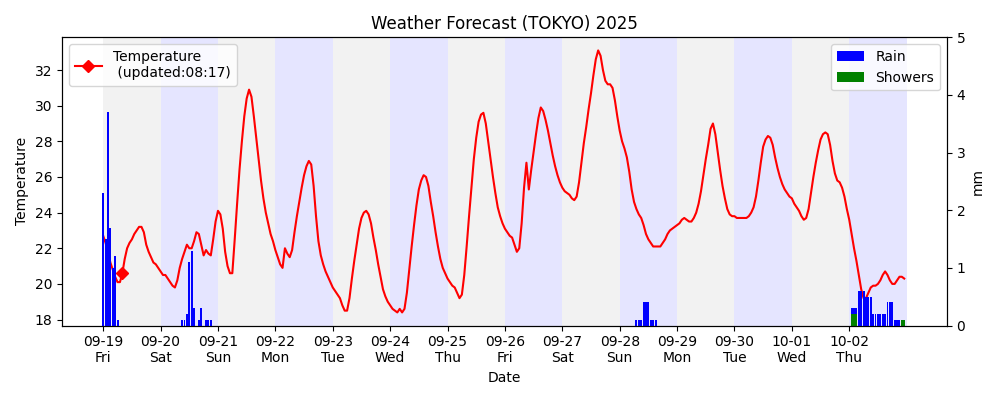 Weather Forecast (TOKYO) 2025
Temperature
(updated:08:17)
Rain
Showers
Temperature
32
30
28
26
24
22
20
18
5
4
3
2
1
0
mm
09-19 09-20 09-21 09-22 09-23 09-24 09-25 09-26 09-27 09-28 09-29 09-30 10-01 10-02
Fri Sat Sun Mon Tue Wed Thu Fri Sat Sun Mon Tue Wed Thu
Date